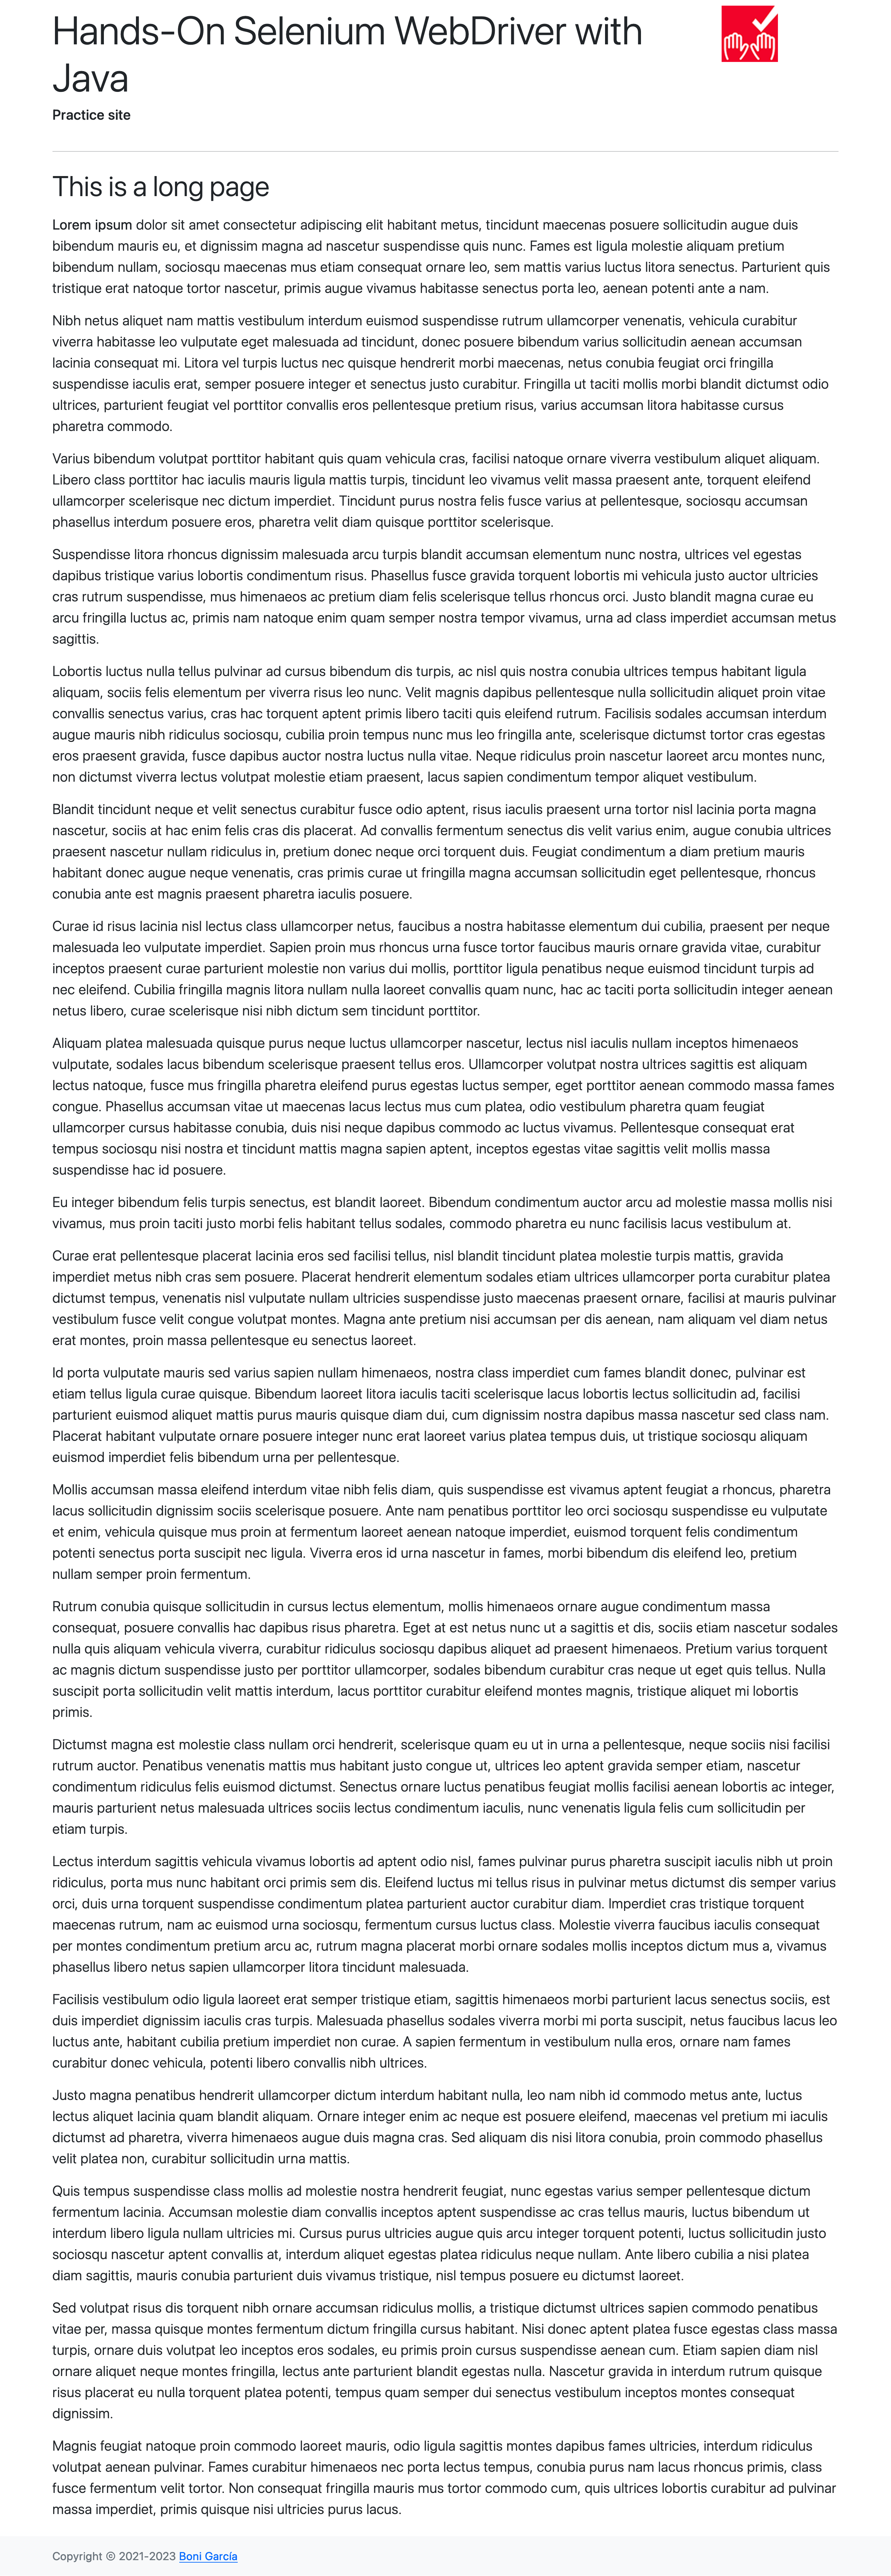 Hands-On Selenium WebDriver with
Java
Practice site
This is a long page
Lorem ipsum dolor sit amet consectetur adipiscing elit habitant metus, tincidunt maecenas posuere sollicitudin augue duis
bibendum mauris eu, et dignissim magna ad nascetur suspendisse quis nunc. Fames est ligula molestie aliquam pretium
bibendum nullam, sociosqu maecenas mus etiam consequat ornare leo, sem mattis varius luctus litora senectus. Parturient quis
tristique erat natoque tortor nascetur, primis augue vivamus habitasse senectus porta leo, aenean potenti ante a nam.
Nibh netus aliquet nam mattis vestibulum interdum euismod suspendisse rutrum ullamcorper venenatis, vehicula curabitur
viverra habitasse leo vulputate eget malesuada ad tincidunt, donec posuere bibendum varius sollicitudin aenean accumsan
lacinia consequat mi. Litora vel turpis luctus nec quisque hendrerit morbi maecenas, netus conubia feugiat orci fringilla
suspendisse iaculis erat, semper posuere integer et senectus justo curabitur. Fringilla ut taciti mollis morbi blandit dictumst odio
ultrices, parturient feugiat vel porttitor convallis eros pellentesque pretium risus, varius accumsan litora habitasse cursus
pharetra commodo.
Varius bibendum volutpat porttitor habitant quis quam vehicula cras, facilisi natoque ornare viverra vestibulum aliquet aliquam.
Libero class porttitor hac iaculis mauris ligula mattis turpis, tincidunt leo vivamus velit massa praesent ante, torquent eleifend
ullamcorper scelerisque nec dictum imperdiet. Tincidunt purus nostra felis fusce varius at pellentesque, sociosqu accumsan
phasellus interdum posuere eros, pharetra velit diam quisque porttitor scelerisque.
Suspendisse litora rhoncus dignissim malesuada arcu turpis blandit accumsan elementum nunc nostra, ultrices vel egestas
dapibus tristique varius lobortis condimentum risus. Phasellus fusce gravida torquent lobortis mi vehicula justo auctor ultricies
cras rutrum suspendisse, mus himenaeos ac pretium diam felis scelerisque tellus rhoncus orci. Justo blandit magna curae eu
arcu fringilla luctus ac, primis nam natoque enim quam semper nostra tempor vivamus, urna ad class imperdiet accumsan metus
sagittis.
Lobortis luctus nulla tellus pulvinar ad cursus bibendum dis turpis, ac nisl quis nostra conubia ultrices tempus habitant ligula
aliquam, sociis felis elementum per viverra risus leo nunc. Velit magnis dapibus pellentesque nulla sollicitudin aliquet proin vitae
convallis senectus varius, cras hac torquent aptent primis libero taciti quis eleifend rutrum. Facilisis sodales accumsan interdum
augue mauris nibh ridiculus sociosqu, cubilia proin tempus nunc mus leo fringilla ante, scelerisque dictumst tortor cras egestas
eros praesent gravida, fusce dapibus auctor nostra luctus nulla vitae. Neque ridiculus proin nascetur laoreet arcu montes nunc,
non dictumst viverra lectus volutpat molestie etiam praesent, lacus sapien condimentum tempor aliquet vestibulum.
Blandit tincidunt neque et velit senectus curabitur fusce odio aptent, risus iaculis praesent urna tortor nisl lacinia porta magna
nascetur, sociis at hac enim felis cras dis placerat. Ad convallis fermentum senectus dis velit varius enim, augue conubia ultrices
praesent nascetur nullam ridiculus in, pretium donec neque orci torquent duis. Feugiat condimentum a diam pretium mauris
habitant donec augue neque venenatis, cras primis curae ut fringilla magna accumsan sollicitudin eget pellentesque, rhoncus
conubia ante est magnis praesent pharetra iaculis posuere.
Curae id risus lacinia nisl lectus class ullamcorper netus, faucibus a nostra habitasse elementum dui cubilia, praesent per neque
malesuada leo vulputate imperdiet. Sapien proin mus rhoncus urna fusce tortor faucibus mauris ornare gravida vitae, curabitur
inceptos praesent curae parturient molestie non varius dui mollis, porttitor ligula penatibus neque euismod tincidunt turpis ad
nec eleifend. Cubilia fringilla magnis litora nullam nulla laoreet convallis quam nunc, hac ac taciti porta sollicitudin integer aenean
netus libero, curae scelerisque nisi nibh dictum sem tincidunt porttitor.
Aliquam platea malesuada quisque purus neque luctus ullamcorper nascetur, lectus nisl iaculis nullam inceptos himenaeos
vulputate, sodales lacus bibendum scelerisque praesent tellus eros. Ullamcorper volutpat nostra ultrices sagittis est aliquam
lectus natoque, fusce mus fringilla pharetra eleifend purus egestas luctus semper, eget porttitor aenean commodo massa fames
congue. Phasellus accumsan vitae ut maecenas lacus lectus mus cum platea, odio vestibulum pharetra quam feugiat
ullamcorper cursus habitasse conubia, duis nisi neque dapibus commodo ac luctus vivamus. Pellentesque consequat erat
tempus sociosqu nisi nostra et tincidunt mattis magna sapien aptent, inceptos egestas vitae sagittis velit mollis massa
suspendisse hac id posuere.
Eu integer bibendum felis turpis senectus, est blandit laoreet. Bibendum condimentum auctor arcu ad molestie massa mollis nisi
vivamus, mus proin taciti justo morbi felis habitant tellus sodales, commodo pharetra eu nunc facilisis lacus vestibulum at.
Curae erat pellentesque placerat lacinia eros sed facilisi tellus, nisl blandit tincidunt platea molestie turpis mattis, gravida
imperdiet metus nibh cras sem posuere. Placerat hendrerit elementum sodales etiam ultrices ullamcorper porta curabitur platea
dictumst tempus, venenatis nisl vulputate nullam ultricies suspendisse justo maecenas praesent ornare, facilisi at mauris pulvinar
vestibulum fusce velit congue volutpat montes. Magna ante pretium nisi accumsan per dis aenean, nam aliquam vel diam netus
erat montes, proin massa pellentesque eu senectus laoreet.
Id porta vulputate mauris sed varius sapien nullam himenaeos, nostra class imperdiet cum fames blandit donec, pulvinar est
etiam tellus ligula curae quisque. Bibendum laoreet litora iaculis taciti scelerisque lacus lobortis lectus sollicitudin ad, facilisi
parturient euismod aliquet mattis purus mauris quisque diam dui, cum dignissim nostra dapibus massa nascetur sed class nam.
Placerat habitant vulputate ornare posuere integer nunc erat laoreet varius platea tempus duis, ut tristique sociosqu aliquam
euismod imperdiet felis bibendum urna per pellentesque.
Mollis accumsan massa eleifend interdum vitae nibh felis diam, quis suspendisse est vivamus aptent feugiat a rhoncus, pharetra
lacus sollicitudin dignissim sociis scelerisque posuere. Ante nam penatibus porttitor leo orci sociosqu suspendisse eu vulputate
et enim, vehicula quisque mus proin at fermentum laoreet aenean natoque imperdiet, euismod torquent felis condimentum
potenti senectus porta suscipit nec ligula. Viverra eros id urna nascetur in fames, morbi bibendum dis eleifend leo, pretium
nullam semper proin fermentum.
Rutrum conubia quisque sollicitudin in cursus lectus elementum, mollis himenaeos ornare augue condimentum massa
consequat, posuere convallis hac dapibus risus pharetra. Eget at est netus nunc ut a sagittis et dis, sociis etiam nascetur sodales
nulla quis aliquam vehicula viverra, curabitur ridiculus sociosqu dapibus aliquet ad praesent himenaeos. Pretium varius torquent
ac magnis dictum suspendisse justo per porttitor ullamcorper, sodales bibendum curabitur cras neque ut eget quis tellus. Nulla
suscipit porta sollicitudin velit mattis interdum, lacus porttitor curabitur eleifend montes magnis, tristique aliquet mi lobortis
primis.
Dictumst magna est molestie class nullam orci hendrerit, scelerisque quam eu ut in urna a pellentesque, neque sociis nisi facilisi
rutrum auctor. Penatibus venenatis mattis mus habitant justo congue ut, ultrices leo aptent gravida semper etiam, nascetur
condimentum ridiculus felis euismod dictumst. Senectus ornare luctus penatibus feugiat mollis facilisi aenean lobortis ac integer,
mauris parturient netus malesuada ultrices sociis lectus condimentum iaculis, nunc venenatis ligula felis cum sollicitudin per
etiam turpis.
Lectus interdum sagittis vehicula vivamus lobortis ad aptent odio nisl, fames pulvinar purus pharetra suscipit iaculis nibh ut proin
ridiculus, porta mus nunc habitant orci primis sem dis. Eleifend luctus mi tellus risus in pulvinar metus dictumst dis semper varius
orci, duis urna torquent suspendisse condimentum platea parturient auctor curabitur diam. Imperdiet cras tristique torquent
maecenas rutrum, nam ac euismod urna sociosqu, fermentum cursus luctus class. Molestie viverra faucibus iaculis consequat
per montes condimentum pretium arcu ac, rutrum magna placerat morbi ornare sodales mollis inceptos dictum mus a, vivamus
phasellus libero netus sapien ullamcorper litora tincidunt malesuada.
Facilisis vestibulum odio ligula laoreet erat semper tristique etiam, sagittis himenaeos morbi parturient lacus senectus sociis, est
duis imperdiet dignissim iaculis cras turpis. Malesuada phasellus sodales viverra morbi mi porta suscipit, netus faucibus lacus leo
luctus ante, habitant cubilia pretium imperdiet non curae. A sapien fermentum in vestibulum nulla eros, ornare nam fames
curabitur donec vehicula, potenti libero convallis nibh ultrices.
Justo magna penatibus hendrerit ullamcorper dictum interdum habitant nulla, leo nam nibh id commodo metus ante, luctus
lectus aliquet lacinia quam blandit aliquam. Ornare integer enim ac neque est posuere eleifend, maecenas vel pretium mi iaculis
dictumst ad pharetra, viverra himenaeos augue duis magna cras. Sed aliquam dis nisi litora conubia, proin commodo phasellus
velit platea non, curabitur sollicitudin urna mattis.
Quis tempus suspendisse class mollis ad molestie nostra hendrerit feugiat, nunc egestas varius semper pellentesque dictum
fermentum lacinia. Accumsan molestie diam convallis inceptos aptent suspendisse ac cras tellus mauris, luctus bibendum ut
interdum libero ligula nullam ultricies mi. Cursus purus ultricies augue quis arcu integer torquent potenti, luctus sollicitudin justo
sociosqu nascetur aptent convallis at, interdum aliquet egestas platea ridiculus neque nullam. Ante libero cubilia a nisi platea
diam sagittis, mauris conubia parturient duis vivamus tristique, nisl tempus posuere eu dictumst laoreet.
Sed volutpat risus dis torquent nibh ornare accumsan ridiculus mollis, a tristique dictumst ultrices sapien commodo penatibus
vitae per, massa quisque montes fermentum dictum fringilla cursus habitant. Nisi donec aptent platea fusce egestas class massa
turpis, ornare duis volutpat leo inceptos eros sodales, eu primis proin cursus suspendisse aenean cum. Etiam sapien diam nisl
ornare aliquet neque montes fringilla, lectus ante parturient blandit egestas nulla. Nascetur gravida in interdum rutrum quisque
risus placerat eu nulla torquent platea potenti, tempus quam semper dui senectus vestibulum inceptos montes consequat
dignissim.
Magnis feugiat natoque proin commodo laoreet mauris, odio ligula sagittis montes dapibus fames ultricies, interdum ridiculus
volutpat aenean pulvinar. Fames curabitur himenaeos nec porta lectus tempus, conubia purus nam lacus rhoncus primis, class
fusce fermentum velit tortor. Non consequat fringilla mauris mus tortor commodo cum, quis ultrices lobortis curabitur ad pulvinar
massa imperdiet, primis quisque nisi ultricies purus lacus.
Copyright © 2021-2023 Boni García